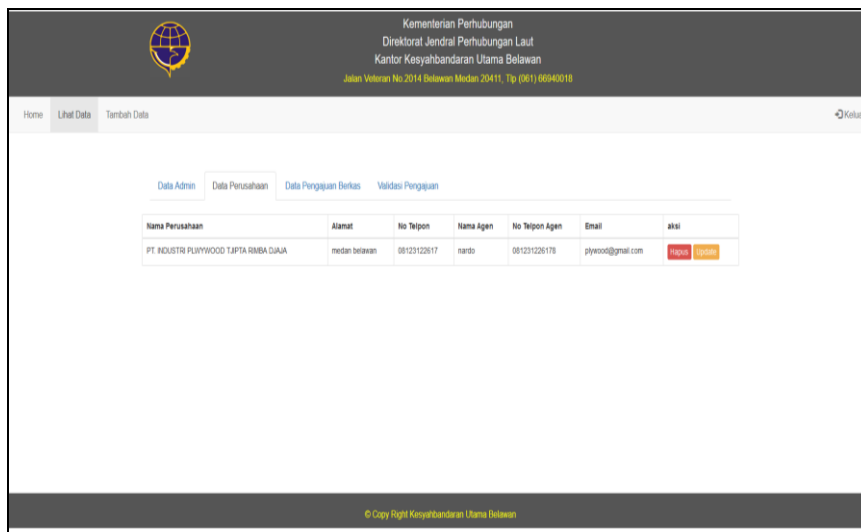 Kementerian Perhubungan
Direktorat Jendral Perhubungan Laut
Kantor Kesyahbandaran Utama Belawan
Jalan Veteran No.2014 Belawan Medan 20411, Tlp (061) 66940018
Home Lihat Data Tambah Data Kelua
Data Admin Data Perusahaan Data Pengajuan Berkas Validasi Pengajuan
Nama Perusahaan Alamat No Telpon Nama Agen No Telpon Agen Email aksi
PT. INDUSTRI PLWYWOOD TJIPTA RIMBA DJAJA medan belawan 08123122617 nardo 081231226178 plywood@gmail.com Hapus Update
© Copy Right Kesyahbandaran Utama Belawan